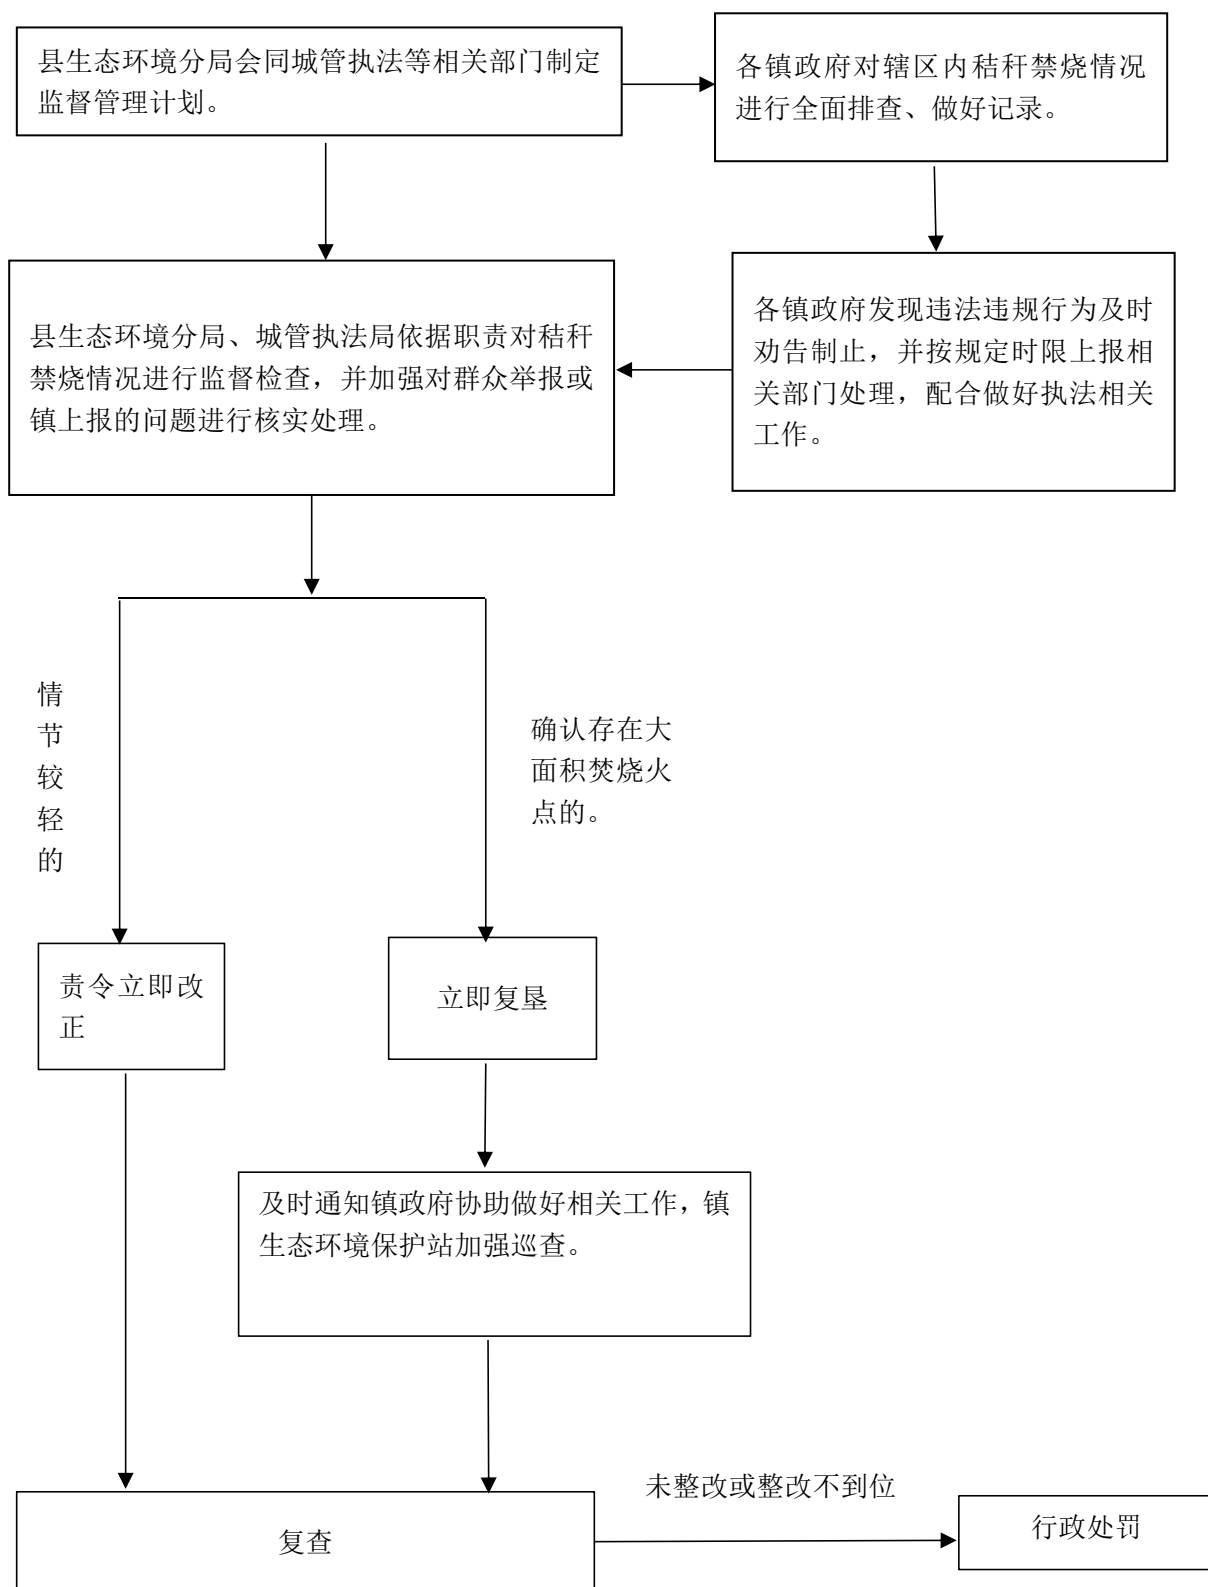 县生态环境分局会同城管执法等相关部门制定
监督管理计划。
各镇政府对辖区内秸秆禁烧情况
进行全面排查、做好记录。
县生态环境分局、城管执法局依据职责对秸秆
禁烧情况进行监督检查，并加强对群众举报或
镇上报的问题进行核实处理。
各镇政府发现违法违规行为及时
劝告制止，并按规定时限上报相
关部门处理，配合做好执法相关
工作。
情
节
较
轻
的
确认存在大
面积焚烧火
点的。
责令立即改
正
立即复垦
及时通知镇政府协助做好相关工作，镇
生态环境保护站加强巡查。
未整改或整改不到位
复查
行政处罚